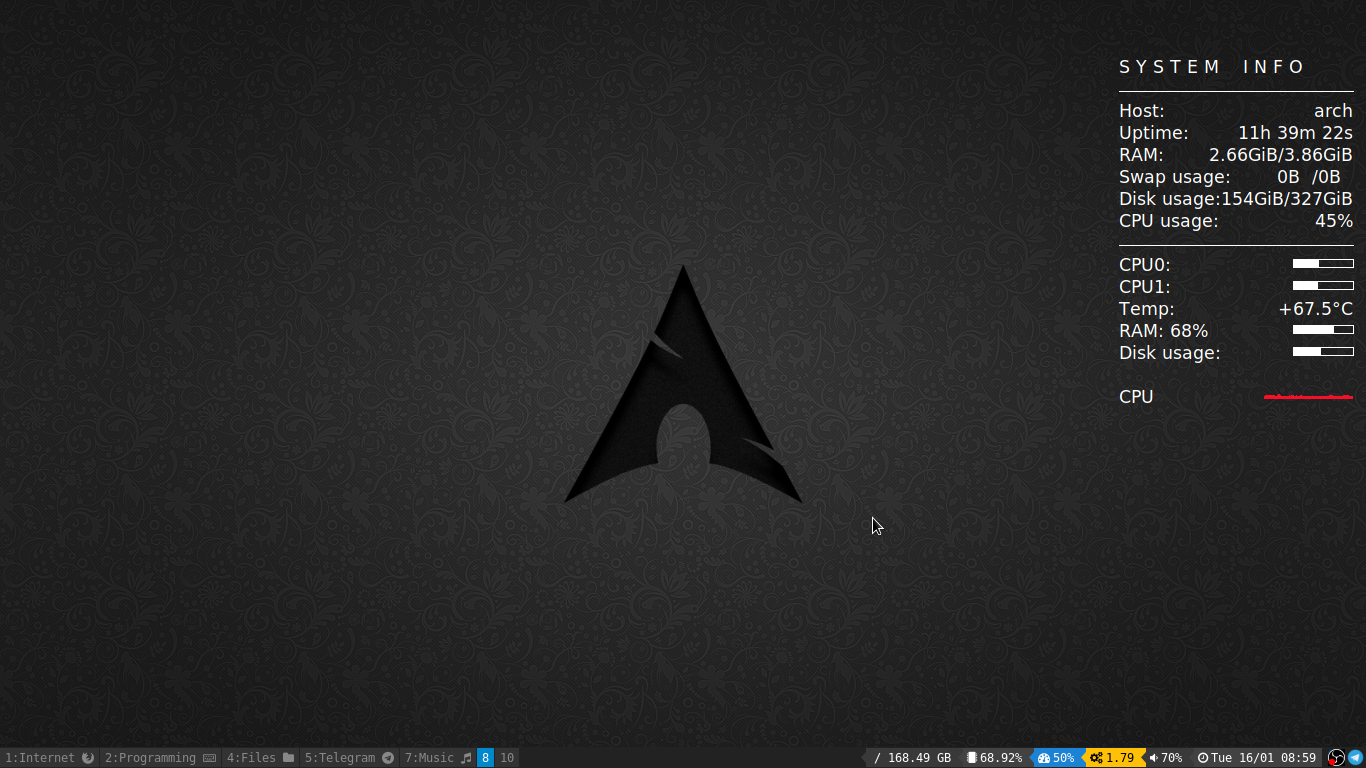 SYSTEM INFO
Host: arch
Uptime: 11h 39m 22s
RAM: 2.66GiB/3.86GiB
Swap usage: 0B /0B
Disk usage:154GiB/327GiB
CPU usage: 45%
CPU0:
CPU1:
Temp: +67.5°C
RAM: 68%
Disk usage:
CPU
1:Internet 2:Programming 4:Files 5:Telegram 7:Music 8 10 / 168.49 GB 68.92% 50% 1.79 70% Tue 16/01 08:59